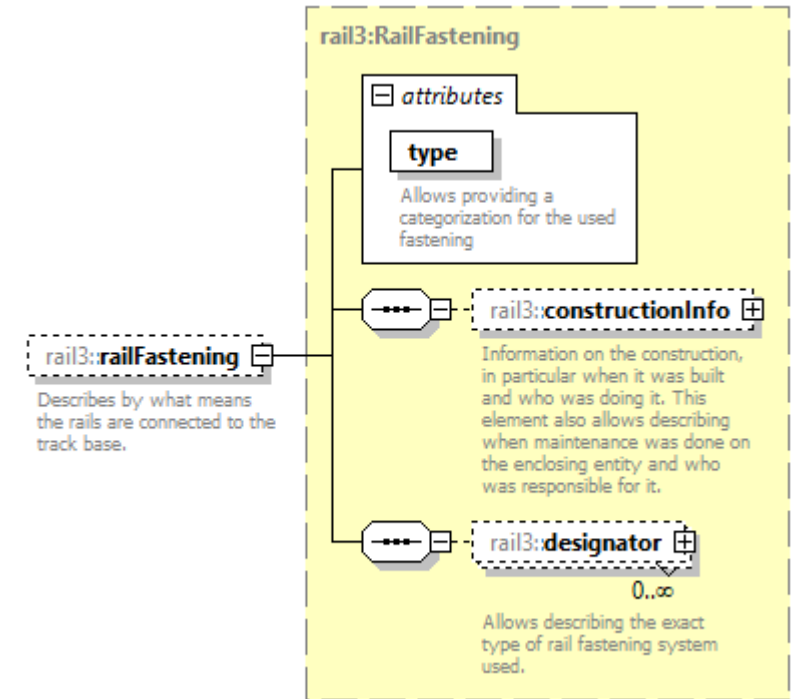 rail3:RailFastening
attributes
type
Allows providing a
categorization for the used
fastening
rail3::constructionInfo
Information on the construction,
in particular when it was built
and who was doing it. This
element also allows describing
when maintenance was done on
the enclosing entity and who
was responsible for it.
rail3::railFastening
Describes by what means
the rails are connected to the
track base.
rail3::designator
0..∞
Allows describing the exact
type of rail fastening system
used.